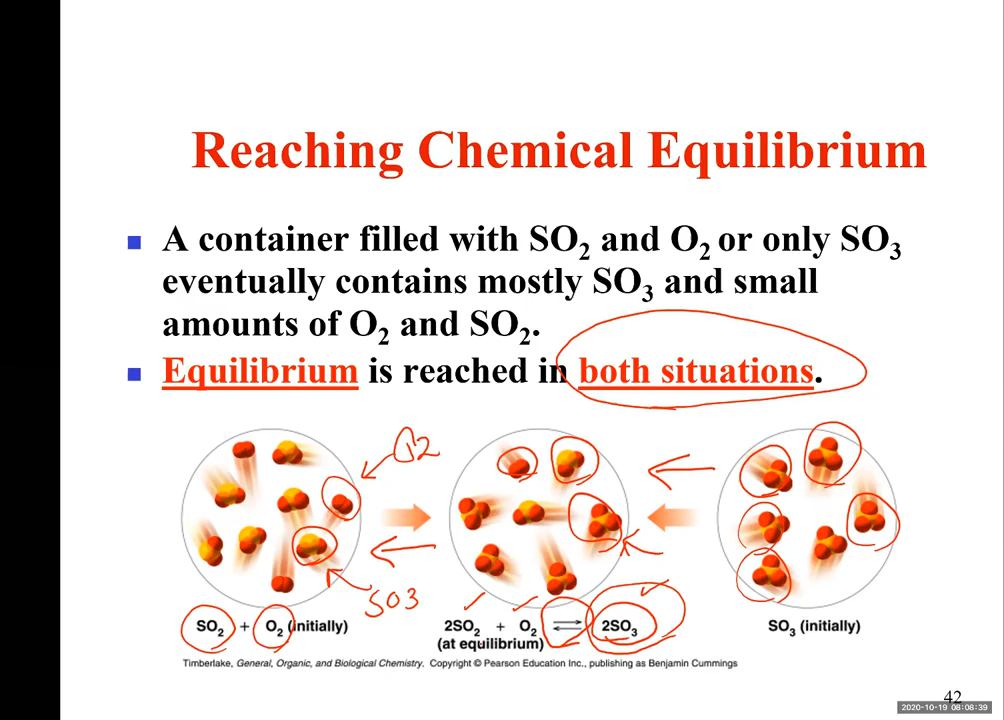 Reaching Chemical Equilibrium
■ A container filled with SO₂ and O₂ or only SO₃
eventually contains mostly SO₃ and small
amounts of O₂ and SO₂.
■ Equilibrium is reached in both situations.
O2
SO3
SO₂ + O₂ (initially)
2SO₂ + O₂ ⇌ 2SO₃
(at equilibrium)
SO₃ (initially)
Timberlake, General, Organic, and Biological Chemistry. Copyright © Pearson Education Inc., publishing as Benjamin Cummings
42
2020-10-19 08:08:39